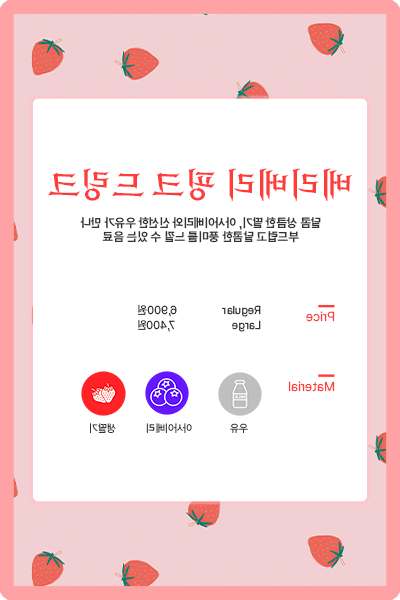 베리베리 핑크 드링크
달콤 상큼한 딸기, 아사이베리와 신선한 우유가 만나
부드럽고 달콤한 풍미를 느낄 수 있는 음료
Price
Regular 6,900원
Large 7,400원
Material
우유 아사이베리 생딸기